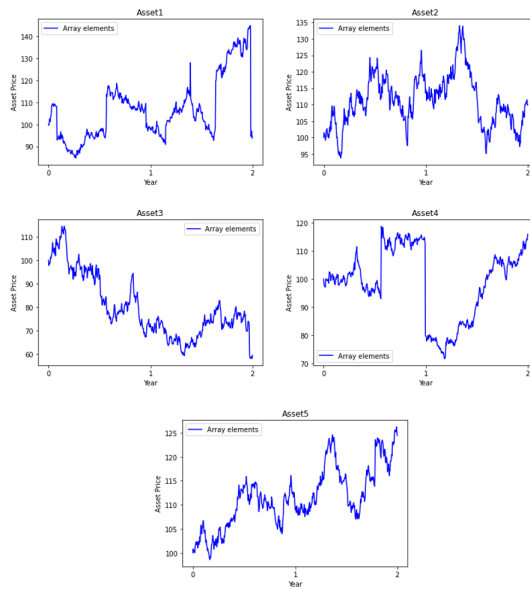 Asset1
Array elements
140
130
120
110
100
90
Asset Price
0
1
2
Year
Asset2
Array elements
135
130
125
120
115
110
105
100
95
Asset Price
0
1
2
Year
Asset3
Array elements
110
100
90
80
70
60
Asset Price
0
1
2
Year
Asset4
120
110
100
90
80
70
Asset Price
Array elements
0
1
2
Year
Asset5
Array elements
125
120
115
110
105
100
Asset Price
0
1
2
Year